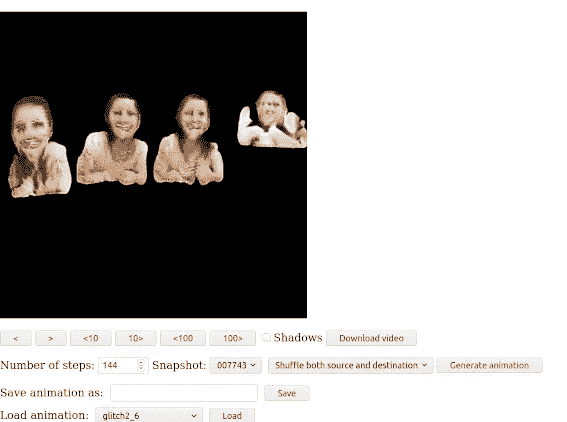 < > <10 10> <100 100> Shadows Download video
Number of steps: 144 Snapshot: 007743 Shuffle both source and destination Generate animation
Save animation as: Save
Load animation: glitch2_6 Load